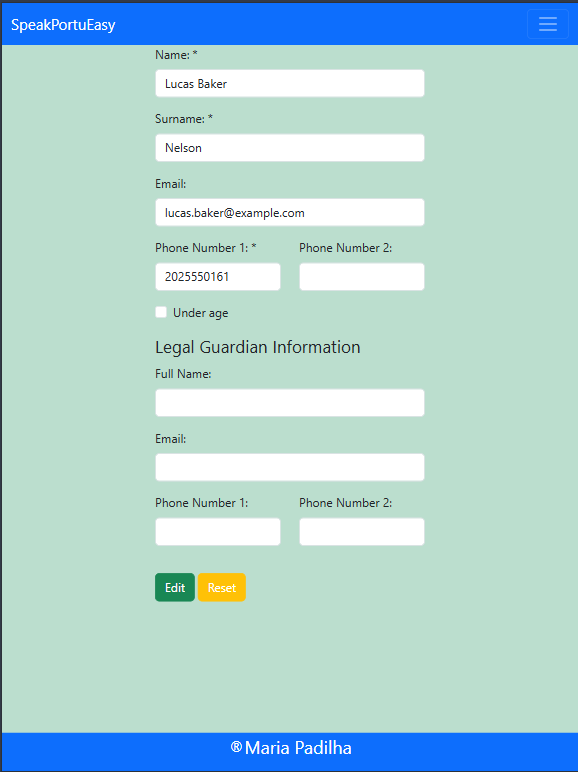 SpeakPortuEasy
Name: *
Lucas Baker
Surname: *
Nelson
Email:
lucas.baker@example.com
Phone Number 1: * Phone Number 2:
2025550161
Under age
Legal Guardian Information
Full Name:
Email:
Phone Number 1: Phone Number 2:
Edit Reset
®Maria Padilha